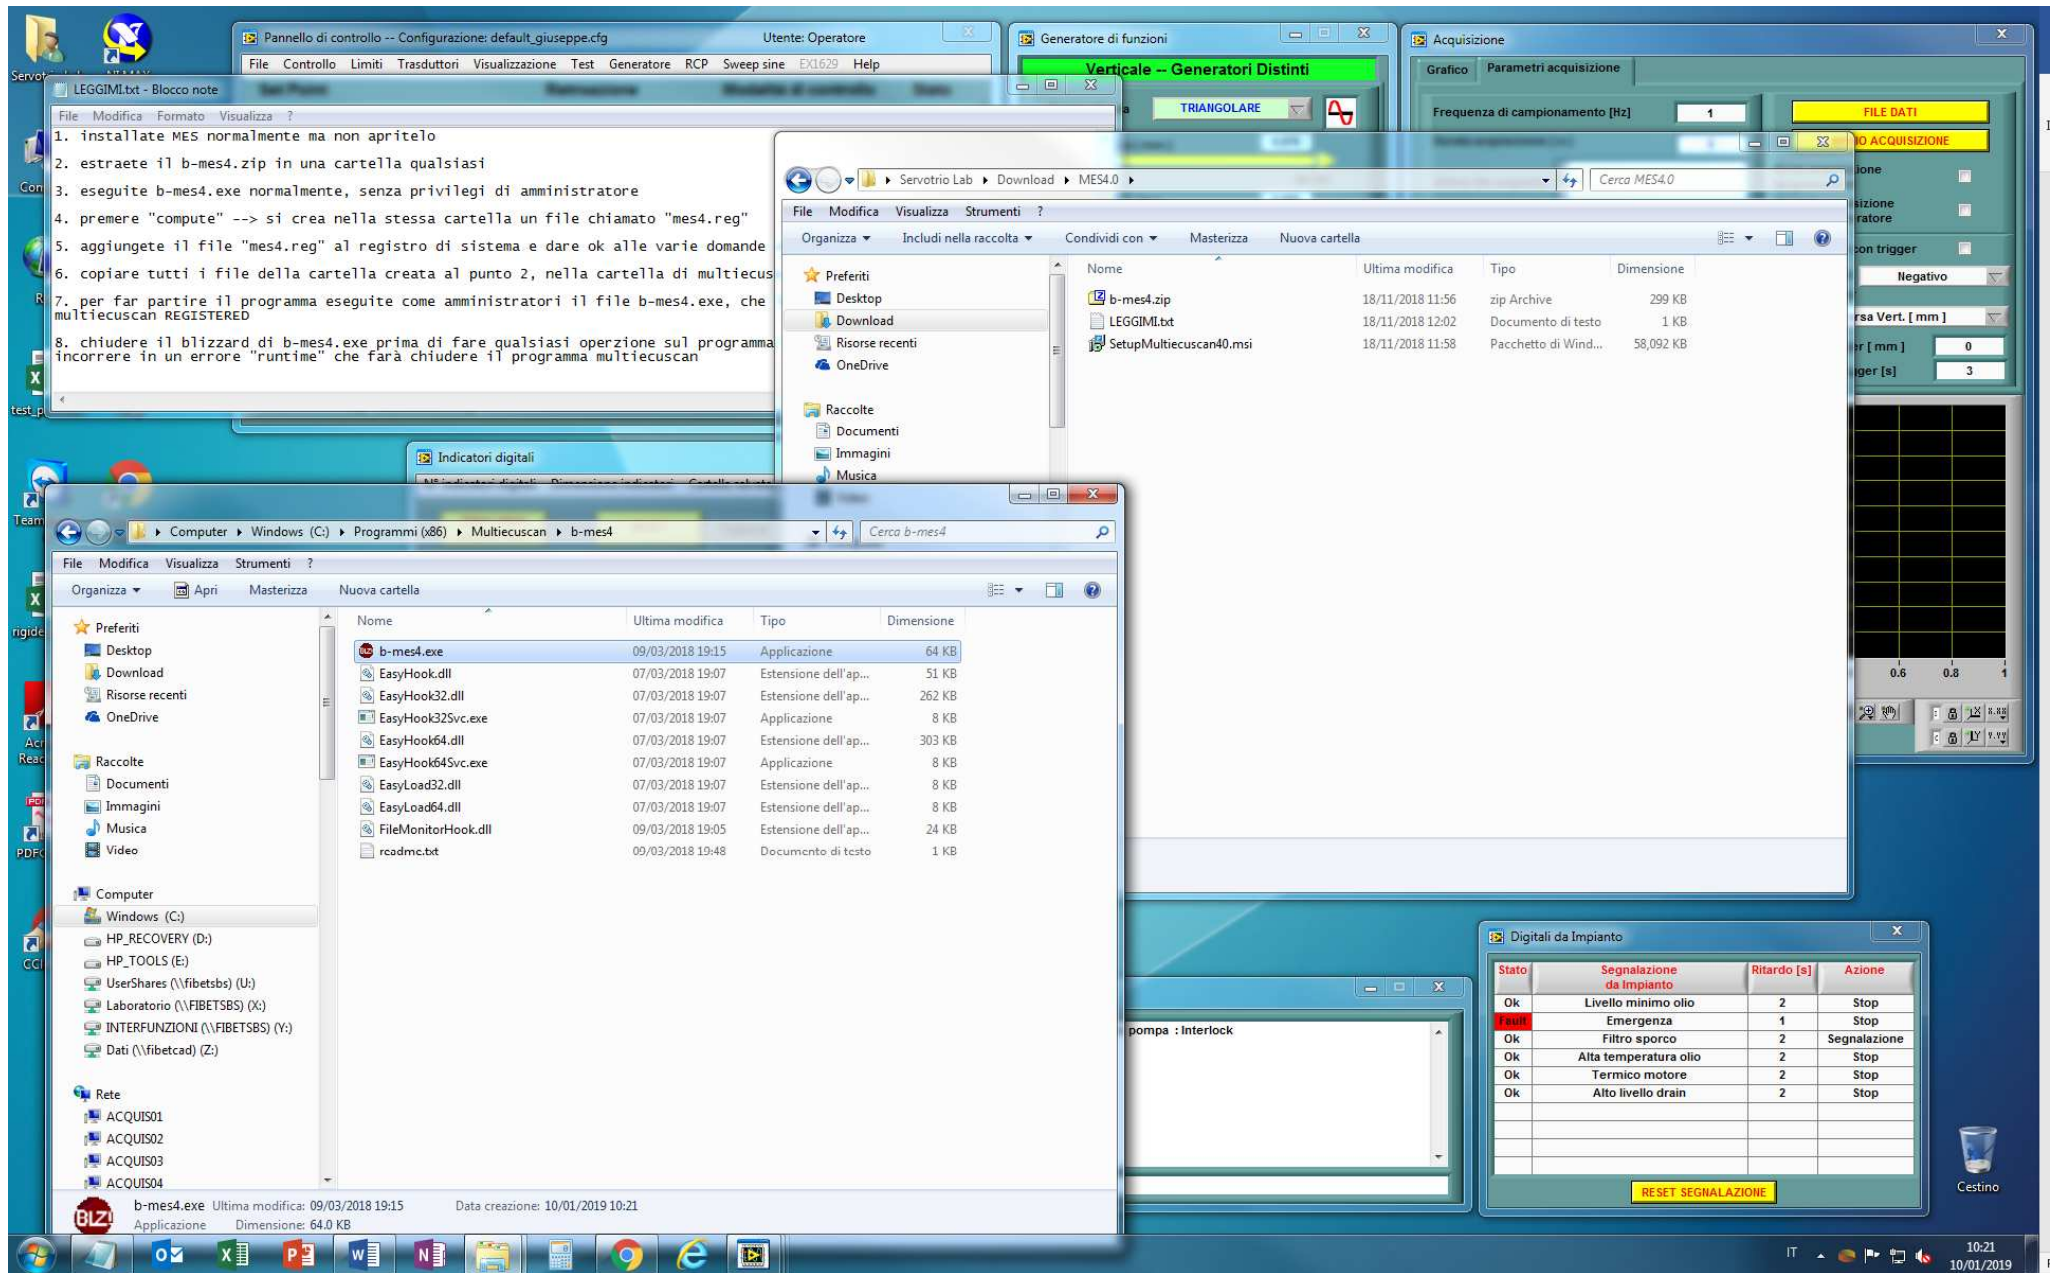 Pannello di controllo -- Configurazione: default_giuseppe.cfg Utente: Operatore
File Controllo Limiti Trasduttori Visualizzazione Test Generatore RCP Sweep sine EX1629 Help
Generatore di funzioni
Verticale -- Generatori Distinti
TRIANGOLARE
Acquisizione
Grafico Parametri acquisizione
Frequenza di campionamento [Hz] 1
FILE DATI
IO ACQUISIZIONE
ione
sizione
ratore
con trigger
Negativo
rsa Vert. [ mm ]
er [ mm ] 0
gger [s] 3
0.6 0.8 1
LEGGIMI.txt - Blocco note
File Modifica Formato Visualizza ?
1. installate MES normalmente ma non apritelo
2. estraete il b-mes4.zip in una cartella qualsiasi
3. eseguite b-mes4.exe normalmente, senza privilegi di amministratore
4. premere "compute" --> si crea nella stessa cartella un file chiamato "mes4.reg"
5. aggiungete il file "mes4.reg" al registro di sistema e dare ok alle varie domande
6. copiare tutti i file della cartella creata al punto 2, nella cartella di multiecus
7. per far partire il programma eseguite come amministratori il file b-mes4.exe, che
multiecuscan REGISTERED
8. chiudere il blizzard di b-mes4.exe prima di fare qualsiasi operzione sul programma
incorrere in un errore "runtime" che farà chiudere il programma multiecuscan
Servotrio Lab Download MES4.0
Cerca MES4.0
File Modifica Visualizza Strumenti ?
Organizza Includi nella raccolta Condividi con Masterizza Nuova cartella
Preferiti
Desktop
Download
Risorse recenti
OneDrive
Raccolte
Documenti
Immagini
Musica
Nome Ultima modifica Tipo Dimensione
b-mes4.zip 18/11/2018 11:56 zip Archive 299 KB
LEGGIMI.txt 18/11/2018 12:02 Documento di testo 1 KB
SetupMultiecuscan40.msi 18/11/2018 11:58 Pacchetto di Wind... 58,092 KB
Indicatori digitali
Computer Windows (C:) Programmi (x86) Multiecuscan b-mes4
Cerca b-mes4
File Modifica Visualizza Strumenti ?
Organizza Apri Masterizza Nuova cartella
Preferiti
Desktop
Download
Risorse recenti
OneDrive
Raccolte
Documenti
Immagini
Musica
Video
Computer
Windows (C:)
HP_RECOVERY (D:)
HP_TOOLS (E:)
UserShares (\\fibetsbs) (U:)
Laboratorio (\\FIBETSBS) (X:)
INTERFUNZIONI (\\FIBETSBS) (Y:)
Dati (\\fibetcad) (Z:)
Rete
ACQUIS01
ACQUIS02
ACQUIS03
ACQUIS04
Nome Ultima modifica Tipo Dimensione
b-mes4.exe 09/03/2018 19:15 Applicazione 64 KB
EasyHook.dll 07/03/2018 19:07 Estensione dell'ap... 51 KB
EasyHook32.dll 07/03/2018 19:07 Estensione dell'ap... 262 KB
EasyHook32Svc.exe 07/03/2018 19:07 Applicazione 8 KB
EasyHook64.dll 07/03/2018 19:07 Estensione dell'ap... 303 KB
EasyHook64Svc.exe 07/03/2018 19:07 Applicazione 8 KB
EasyLoad32.dll 07/03/2018 19:07 Estensione dell'ap... 8 KB
EasyLoad64.dll 07/03/2018 19:07 Estensione dell'ap... 8 KB
FileMonitorHook.dll 09/03/2018 19:05 Estensione dell'ap... 24 KB
readme.txt 09/03/2018 19:48 Documento di testo 1 KB
BLZ!
b-mes4.exe Ultima modifica: 09/03/2018 19:15 Data creazione: 10/01/2019 10:21
Applicazione Dimensione: 64.0 KB
pompa : Interlock
Digitali da Impianto
Stato Segnalazione da Impianto Ritardo [s] Azione
Ok Livello minimo olio 2 Stop
Fault Emergenza 1 Stop
Ok Filtro sporco 2 Segnalazione
Ok Alta temperatura olio 2 Stop
Ok Termico motore 2 Stop
Ok Alto livello drain 2 Stop
RESET SEGNALAZIONE
Cestino
IT
10:21
10/01/2019